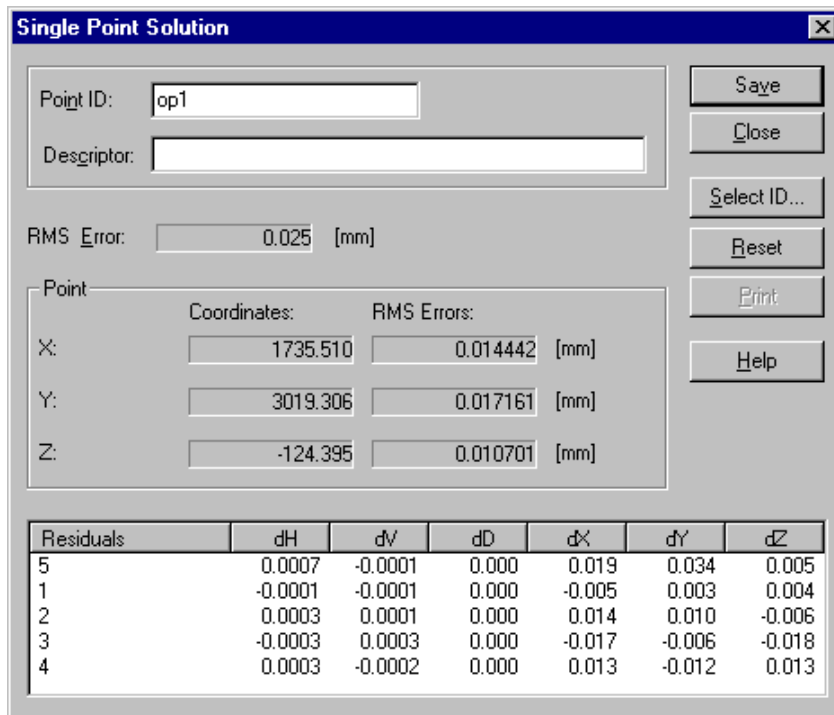 Single Point Solution
Point ID: op1
Descriptor:
Save
Close
Select ID...
Reset
Print
Help
RMS Error: 0.025 [mm]
Point
Coordinates: RMS Errors:
X: 1735.510 0.014442 [mm]
Y: 3019.306 0.017161 [mm]
Z: -124.395 0.010701 [mm]
Residuals dH dV dD dX dY dZ
5 0.0007 -0.0001 0.000 0.019 0.034 0.005
1 -0.0001 -0.0001 0.000 -0.005 0.003 0.004
2 0.0003 0.0001 0.000 0.014 0.010 -0.006
3 -0.0003 0.0003 0.000 -0.017 -0.006 -0.018
4 0.0003 -0.0002 0.000 0.013 -0.012 0.013